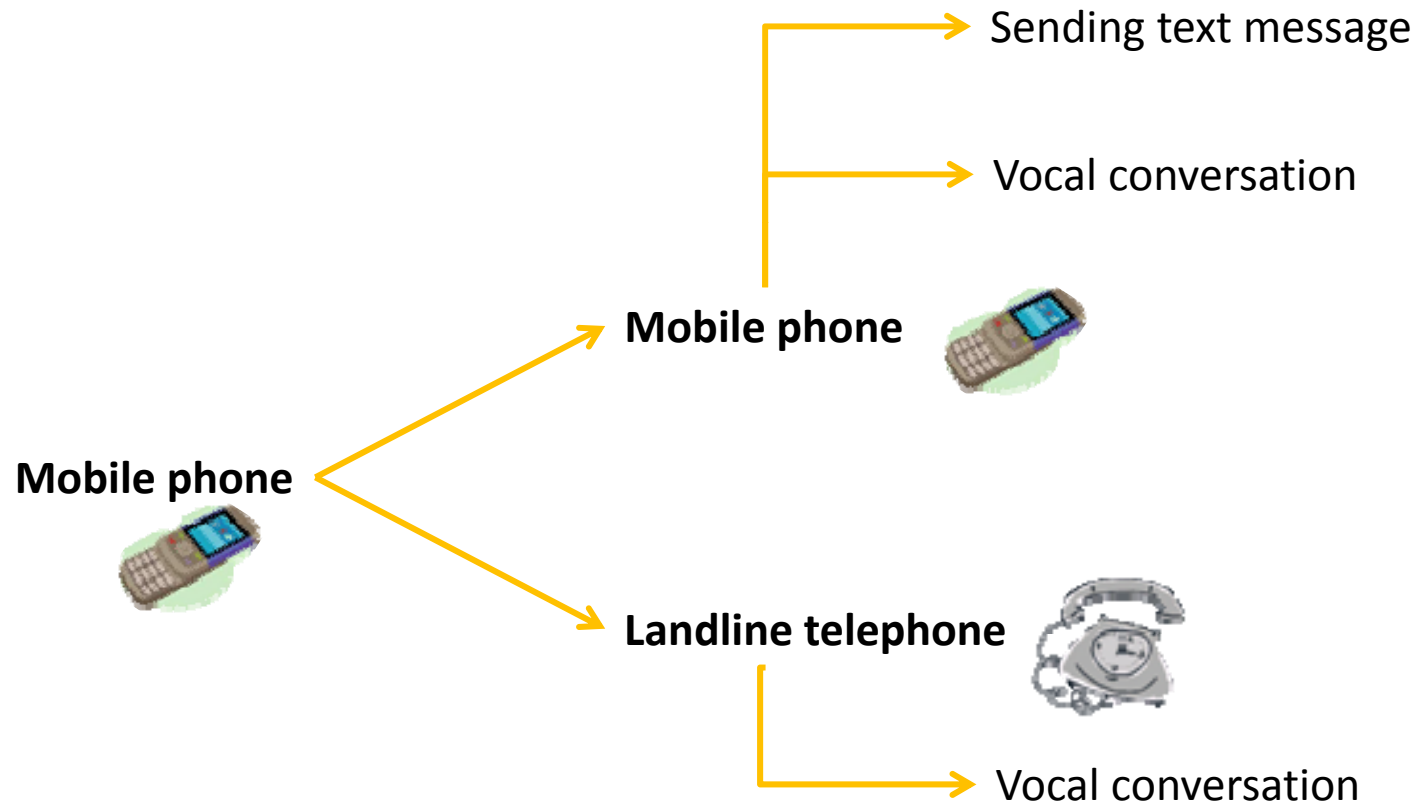 Sending text message
Vocal conversation
Mobile phone
Mobile phone
Landline telephone
Vocal conversation